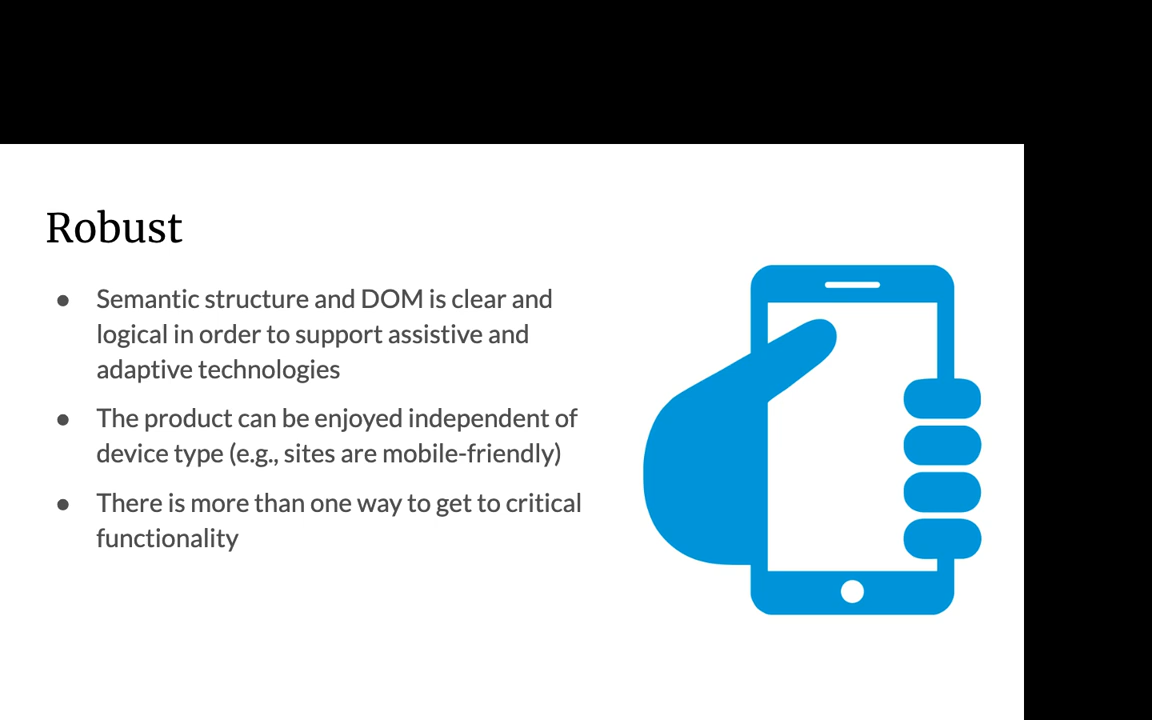 Robust
● Semantic structure and DOM is clear and
logical in order to support assistive and
adaptive technologies
● The product can be enjoyed independent of
device type (e.g., sites are mobile-friendly)
● There is more than one way to get to critical
functionality